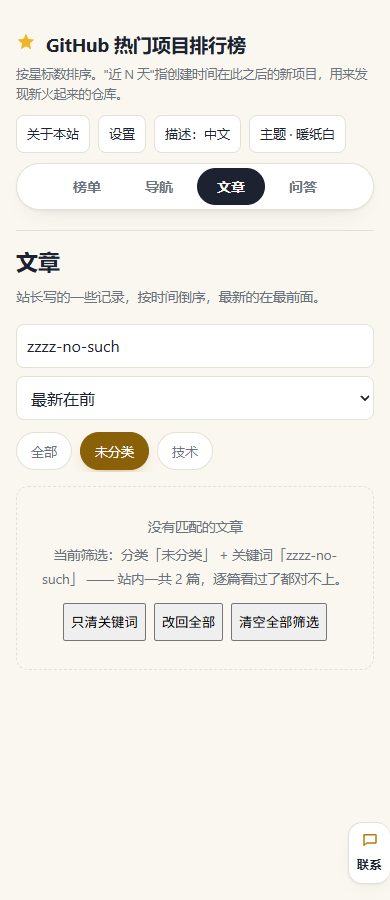 GitHub 热门项目排行榜
按星标数排序。"近 N 天"指创建时间在此之后的新项目，用来发
现新火起来的仓库。
关于本站 设置 描述：中文 主题 · 暖纸白
榜单 导航 文章 问答
文章
站长写的一些记录，按时间倒序，最新的在最前面。
zzzz-no-such
最新在前
全部 未分类 技术
没有匹配的文章
当前筛选：分类「未分类」 + 关键词「zzzz-no-
such」 —— 站内一共 2 篇，逐篇看过了都对不上。
只清关键词 改回全部 清空全部筛选
联系